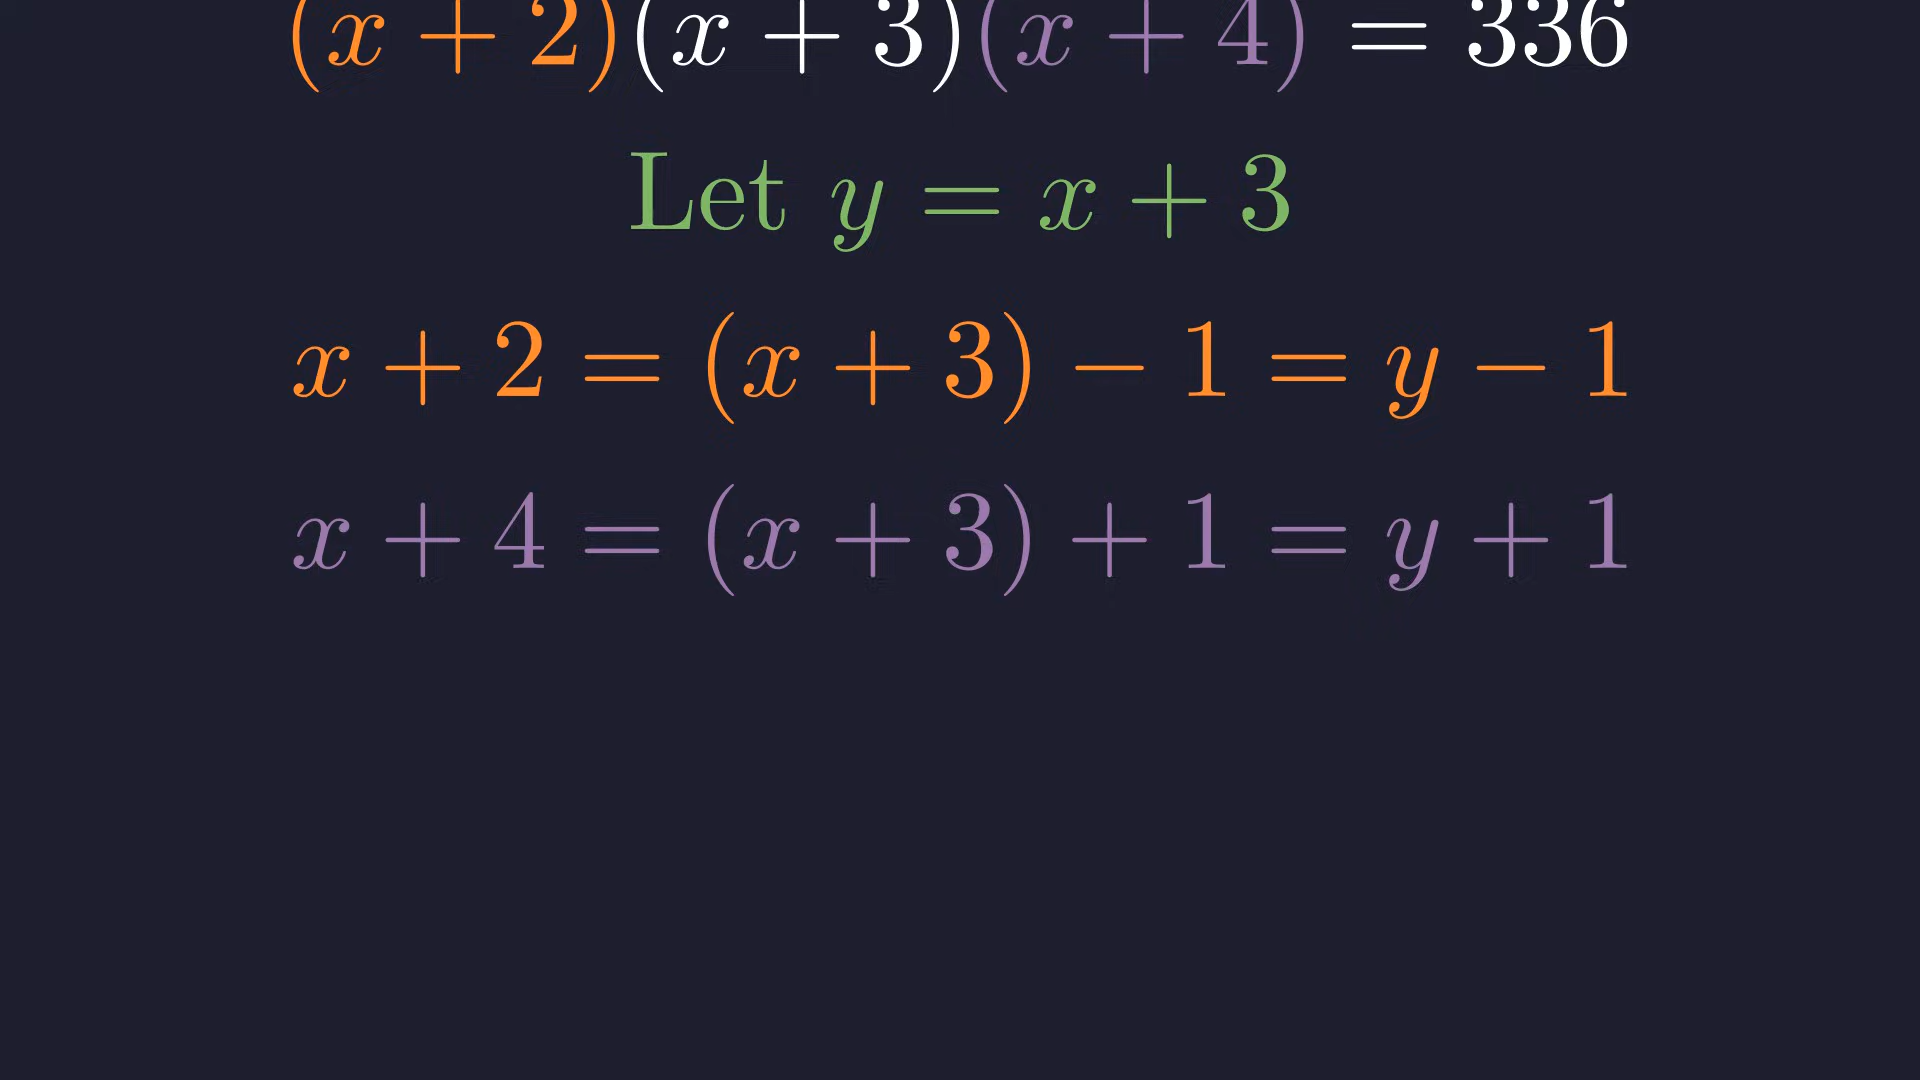 (x + 2)(x + 3)(x + 4) = 336
Let y = x + 3
x + 2 = (x + 3) − 1 = y − 1
x + 4 = (x + 3) + 1 = y + 1